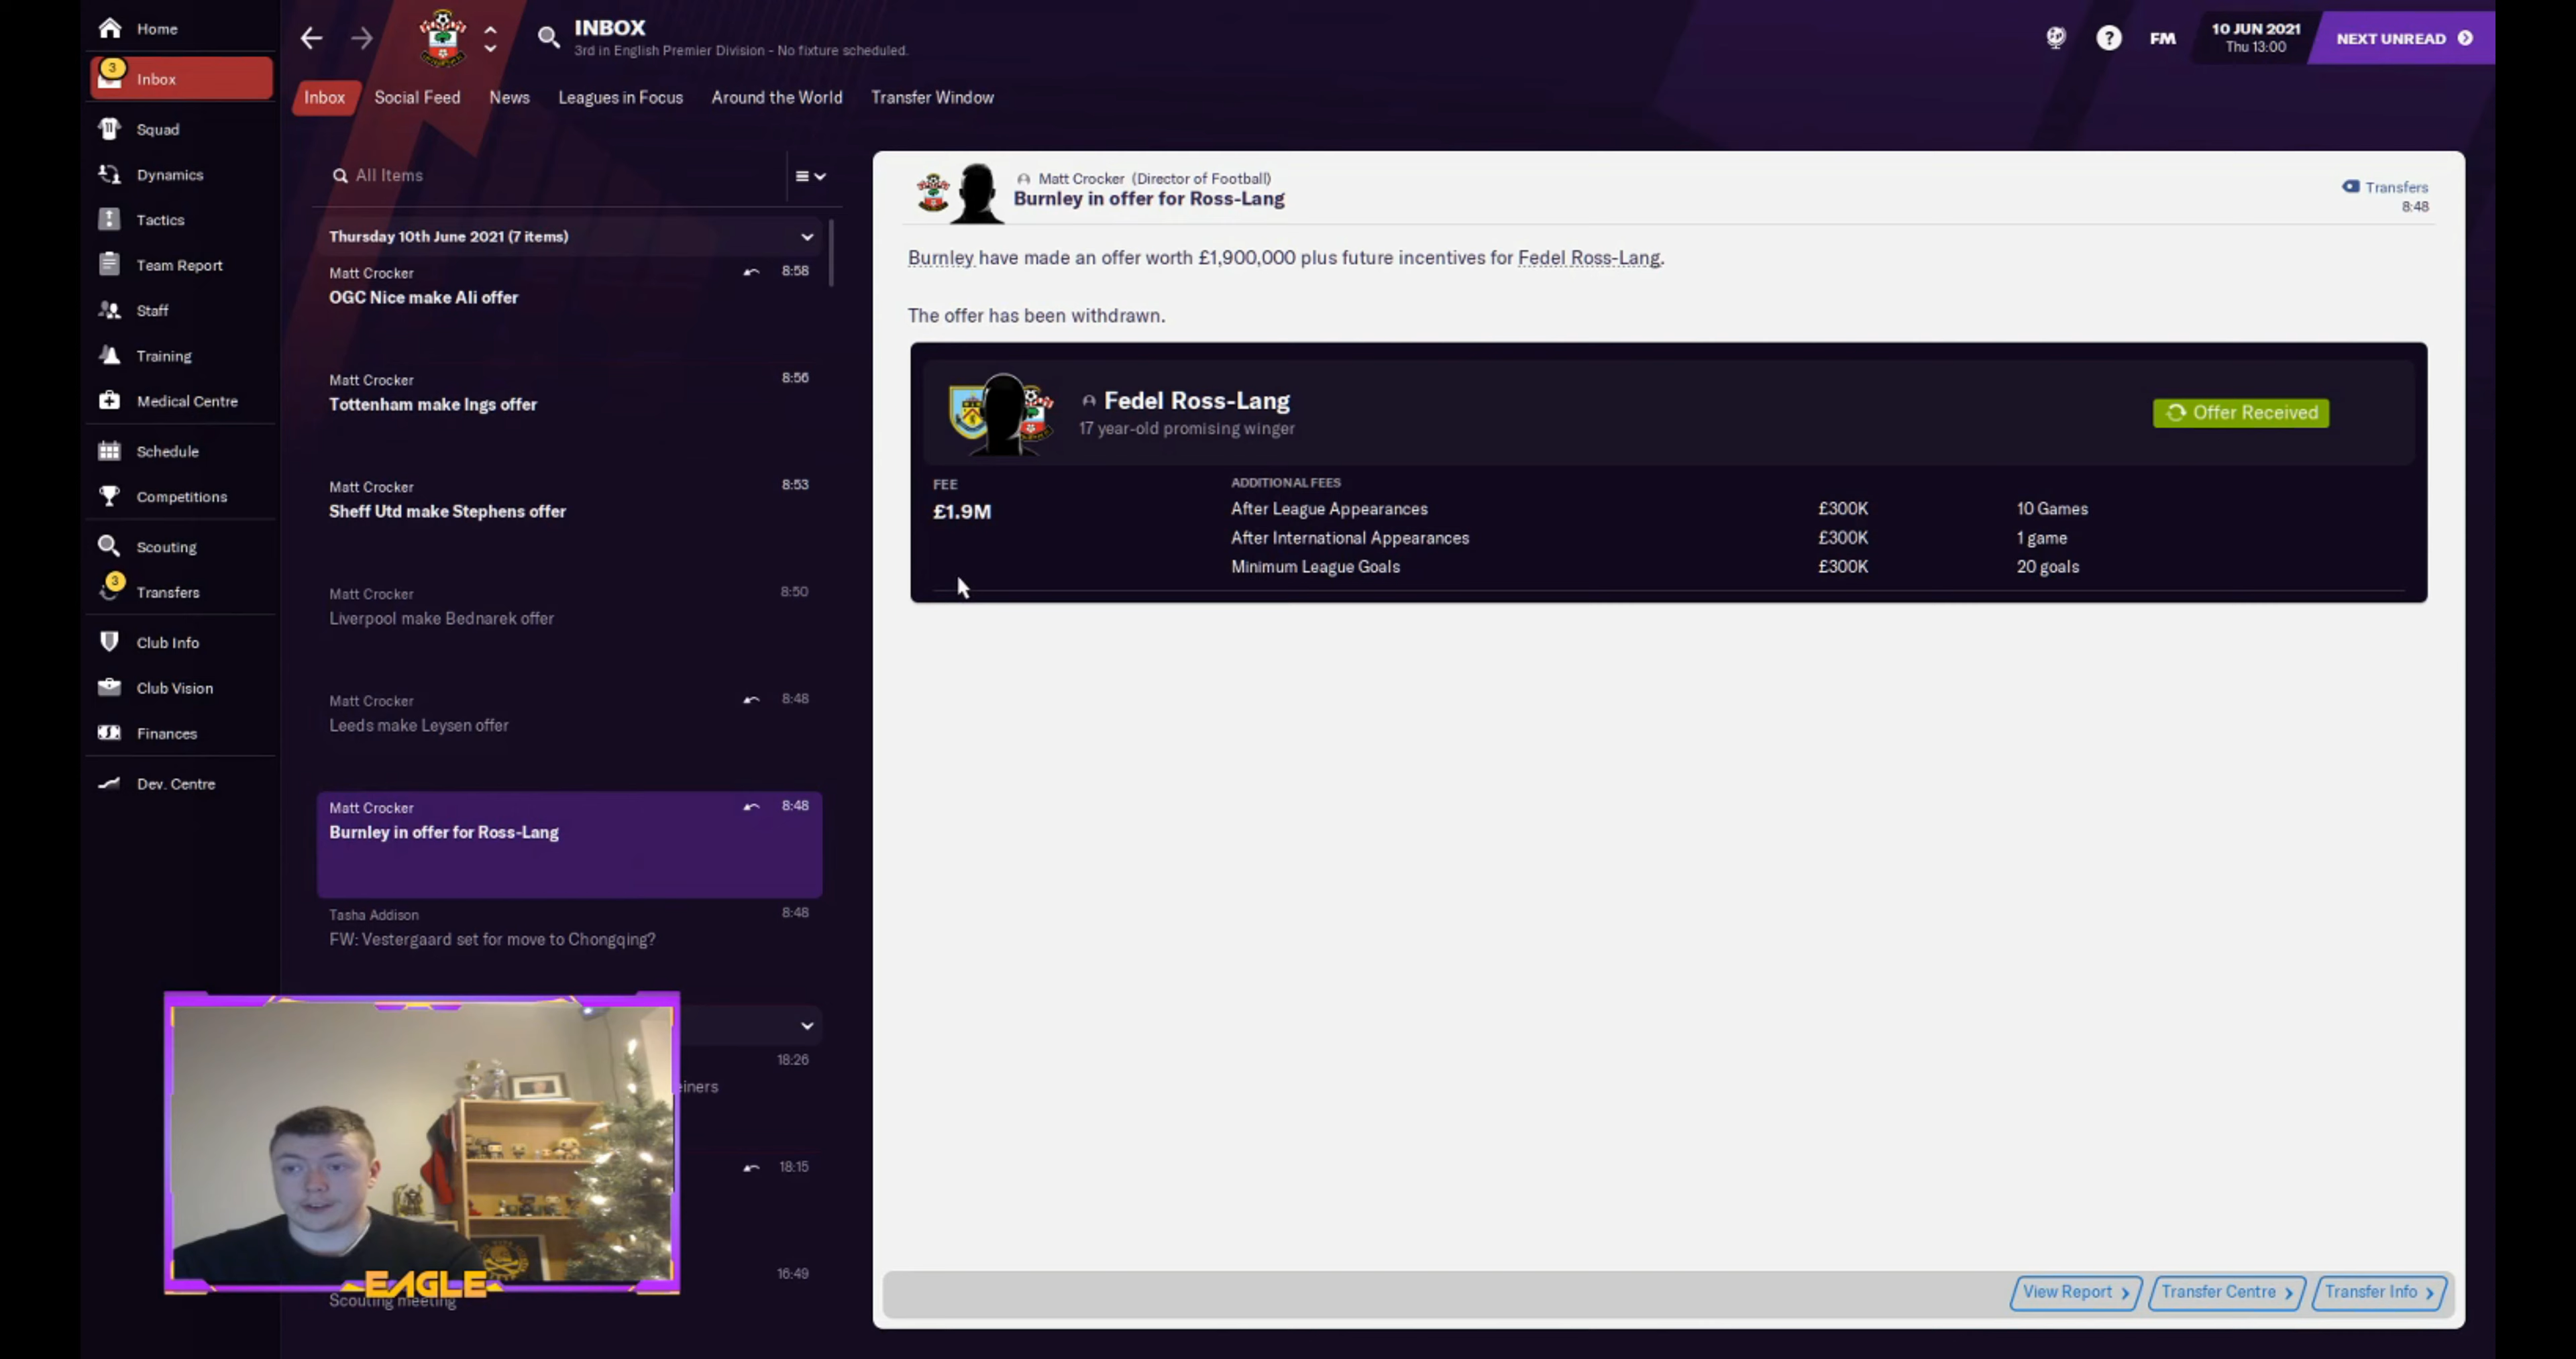 Home
3
Inbox
Squad
Dynamics
Tactics
Team Report
Staff
Training
Medical Centre
Schedule
Competitions
Scouting
3
Transfers
Club Info
Club Vision
Finances
Dev. Centre
INBOX
3rd in English Premier Division - No fixture scheduled.
FM
10 JUN 2021
Thu 13:00
NEXT UNREAD
Inbox
Social Feed
News
Leagues in Focus
Around the World
Transfer Window
All Items
Thursday 10th June 2021 (7 items)
Matt Crocker 8:58
OGC Nice make Ali offer
Matt Crocker 8:56
Tottenham make Ings offer
Matt Crocker 8:53
Sheff Utd make Stephens offer
Matt Crocker 8:50
Liverpool make Bednarek offer
Matt Crocker 8:48
Leeds make Leysen offer
Matt Crocker 8:48
Burnley in offer for Ross-Lang
Tasha Addison 8:48
FW: Vestergaard set for move to Chongqing?
18:26
einers
18:15
16:49
Scouting meeting
EAGLE
Matt Crocker (Director of Football)
Burnley in offer for Ross-Lang
Transfers
8:48
Burnley have made an offer worth £1,900,000 plus future incentives for Fedel Ross-Lang.
The offer has been withdrawn.
Fedel Ross-Lang
17 year-old promising winger
Offer Received
FEE
£1.9M
ADDITIONAL FEES
After League Appearances £300K 10 Games
After International Appearances £300K 1 game
Minimum League Goals £300K 20 goals
View Report
Transfer Centre
Transfer Info